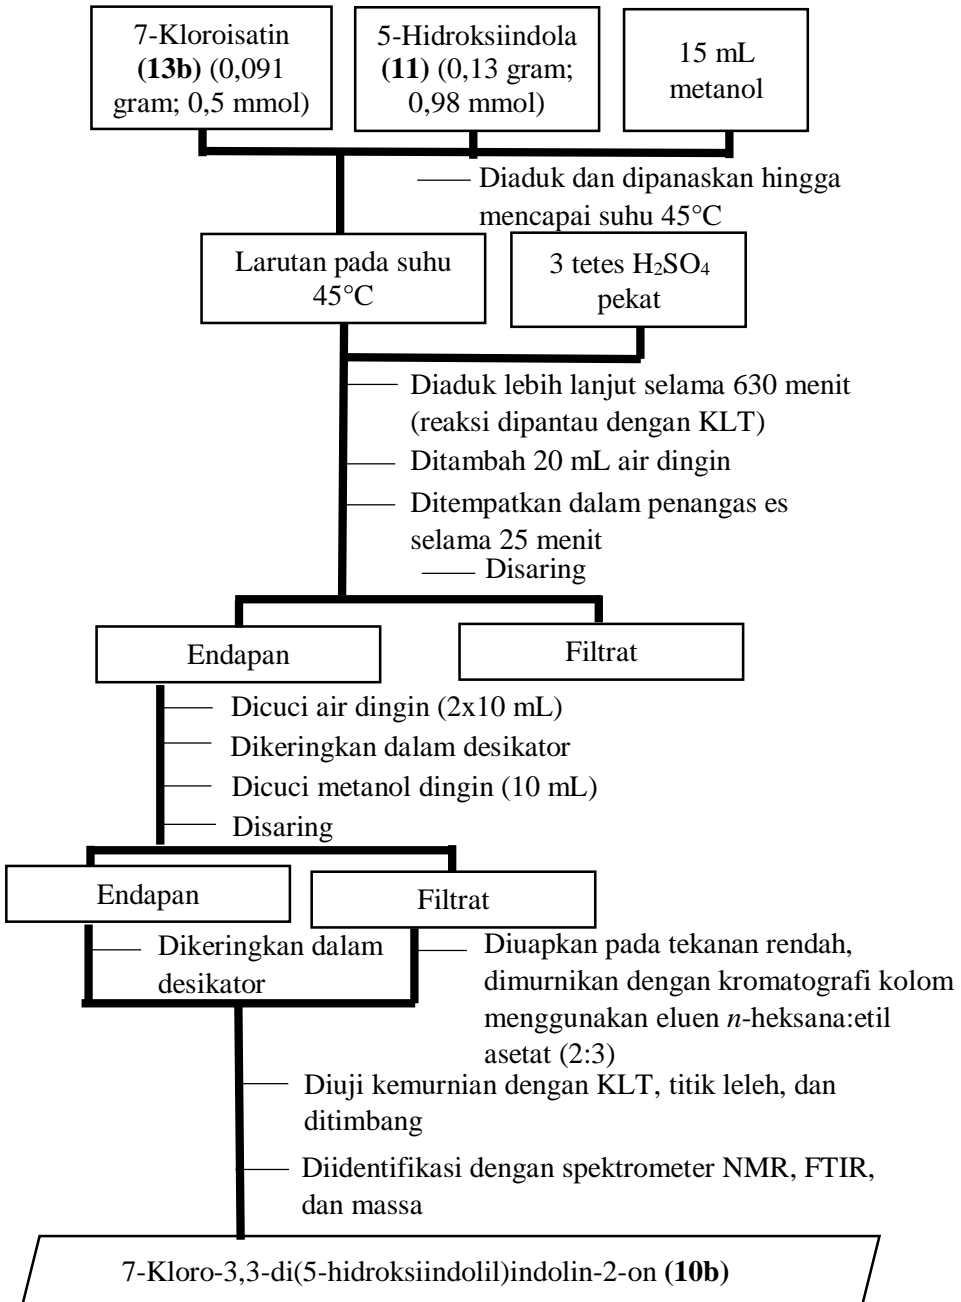 7-Kloroisatin
(13b) (0,091
gram; 0,5 mmol)
5-Hidroksiindola
(11) (0,13 gram;
0,98 mmol)
15 mL
metanol
Diaduk dan dipanaskan hingga
mencapai suhu 45°C
Larutan pada suhu
45°C
3 tetes H₂SO₄
pekat
Diaduk lebih lanjut selama 630 menit
(reaksi dipantau dengan KLT)
Ditambah 20 mL air dingin
Ditempatkan dalam penangas es
selama 25 menit
Disaring
Endapan
Filtrat
Dicuci air dingin (2x10 mL)
Dikeringkan dalam desikator
Dicuci metanol dingin (10 mL)
Disaring
Endapan
Filtrat
Dikeringkan dalam
desikator
Diuapkan pada tekanan rendah,
dimurnikan dengan kromatografi kolom
menggunakan eluen n-heksana:etil
asetat (2:3)
Diuji kemurnian dengan KLT, titik leleh, dan
ditimbang
Diidentifikasi dengan spektrometer NMR, FTIR,
dan massa
7-Kloro-3,3-di(5-hidroksiindolil)indolin-2-on (10b)